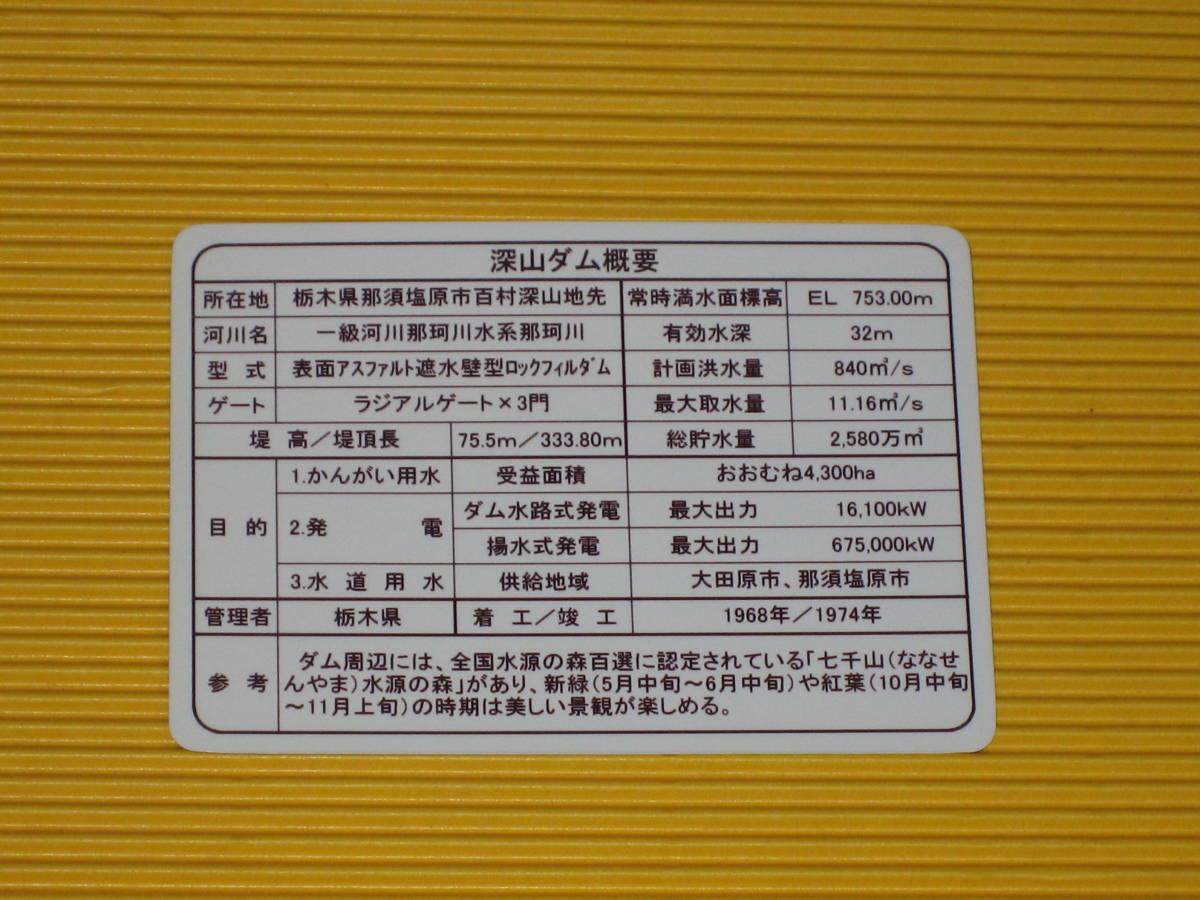 深山ダム概要
所在地 栃木県那須塩原市百村深山地先 常時満水面標高 EL 753.00m
河川名 一級河川那珂川水系那珂川 有効水深 32m
型式 表面ｱｽﾌｧﾙﾄ遮水壁型ﾛｯｸﾌｨﾙﾀﾞﾑ 計画洪水量 840㎥/s
ゲート ラジアルゲート×3門 最大取水量 11.16㎥/s
堤高／堤頂長 75.5m／333.80m 総貯水量 2,580万㎥
目的 1.かんがい用水 受益面積 おおむね4,300ha
2.発電 ダム水路式発電 最大出力 16,100kW
揚水式発電 最大出力 675,000kW
3.水道用水 供給地域 大田原市、那須塩原市
管理者 栃木県 着工／竣工 1968年／1974年
参考 ダム周辺には、全国水源の森百選に認定されている「七千山（ななせ
んやま）水源の森」があり、新緑（5月中旬～6月中旬）や紅葉（10月中旬
～11月上旬）の時期は美しい景観が楽しめる。